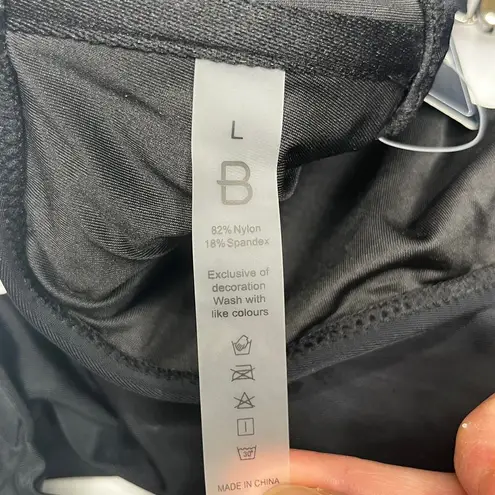 L
B
82% Nylon
18% Spandex
Exclusive of
decoration
Wash with
like colours
30°
MADE IN CHINA